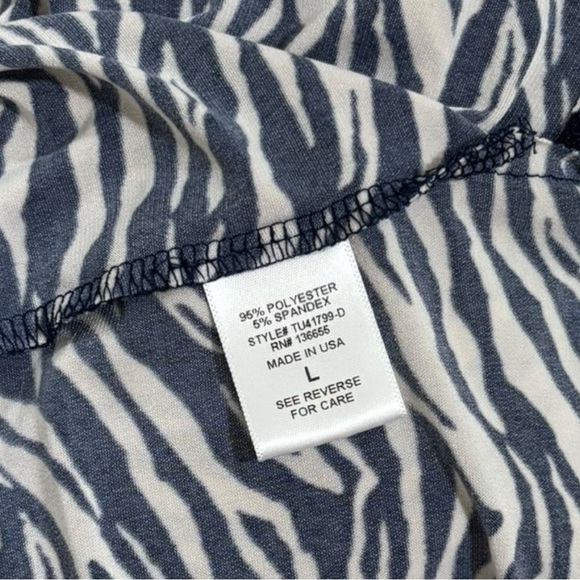 95% POLYESTER
5% SPANDEX
STYLE# TU41799-D
RN# 136655
MADE IN USA
L
SEE REVERSE
FOR CARE